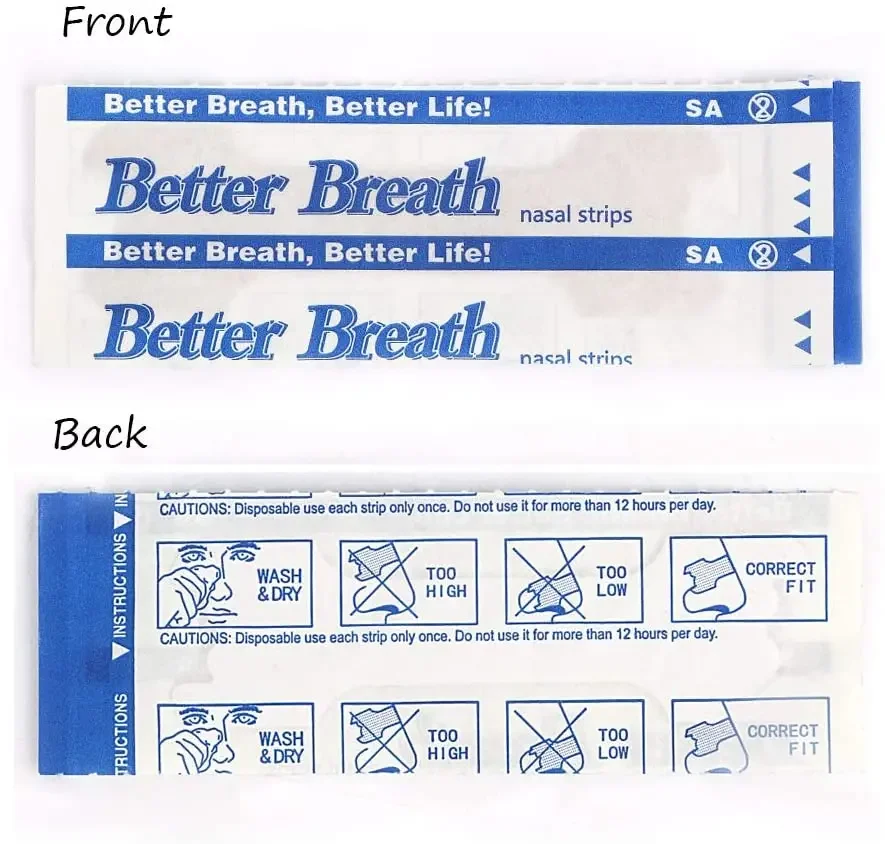 Front
Better Breath, Better Life! SA
Better Breath nasal strips
Better Breath, Better Life! SA
Better Breath nasal strips
Back
INSTRUCTIONS IN
CAUTIONS: Disposable use each strip only once. Do not use it for more than 12 hours per day.
WASH & DRY
TOO HIGH
TOO LOW
CORRECT FIT
CAUTIONS: Disposable use each strip only once. Do not use it for more than 12 hours per day.
TRUCTIONS
WASH & DRY
TOO HIGH
TOO LOW
CORRECT FIT